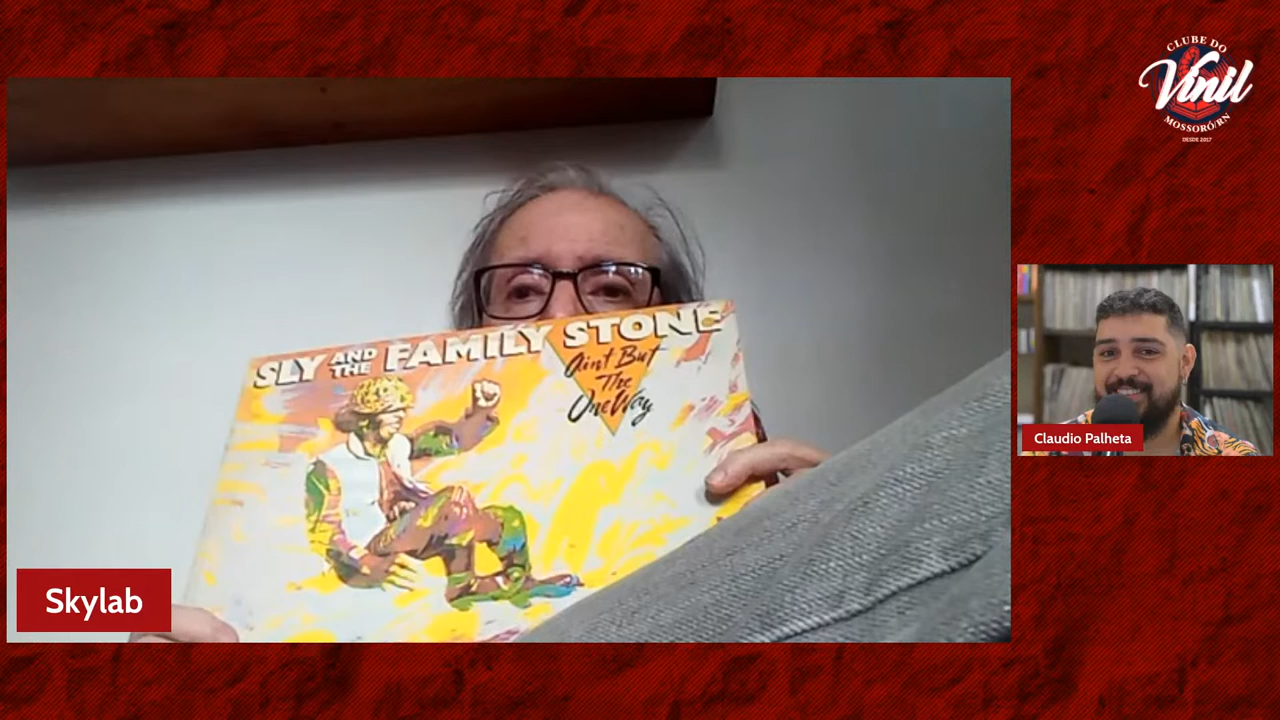 CLUBE DO
Vinil
MOSSORÓ/RN
DESDE 2017
SLY AND THE FAMILY STONE
Ain't But
The
One Way
Claudio Palheta
Skylab